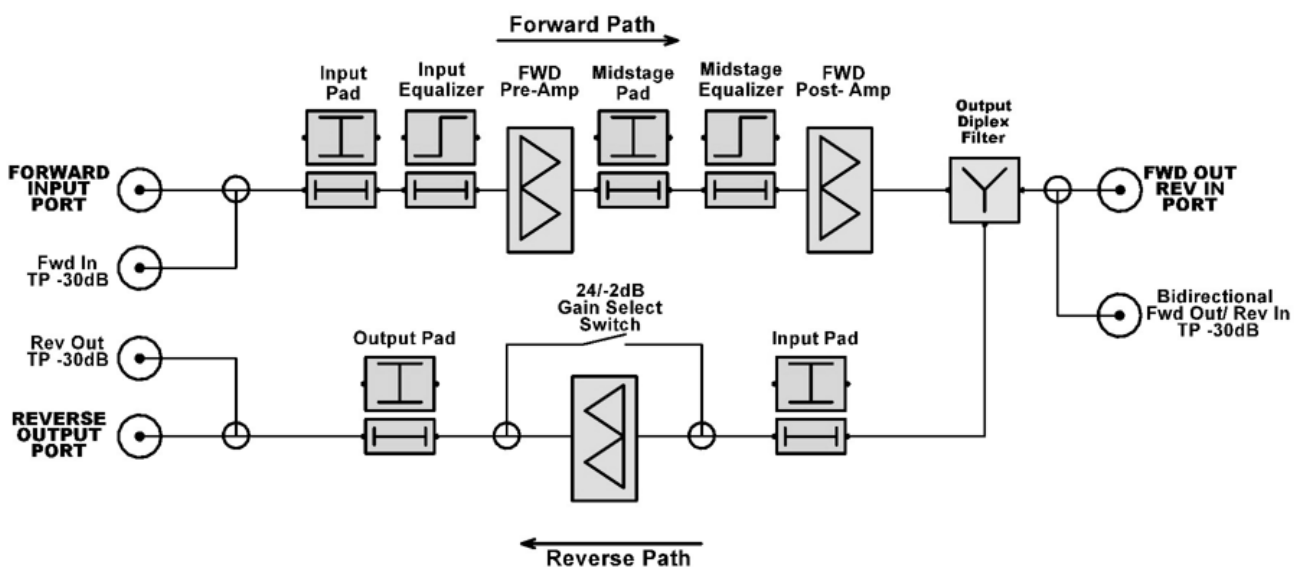 Forward Path
Input
Pad
Input
Equalizer
FWD
Pre-Amp
Midstage
Pad
Midstage
Equalizer
FWD
Post- Amp
Output
Diplex
Filter
FORWARD
INPUT
PORT
FWD OUT
REV IN
PORT
Fwd In
TP -30dB
24/-2dB
Gain Select
Switch
Bidirectional
Fwd Out/ Rev In
TP -30dB
Rev Out
TP -30dB
Output Pad
Input Pad
REVERSE
OUTPUT
PORT
Reverse Path